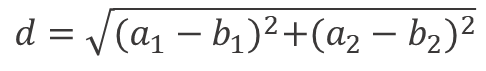 d = √(a₁ − b₁)²+(a₂ − b₂)²